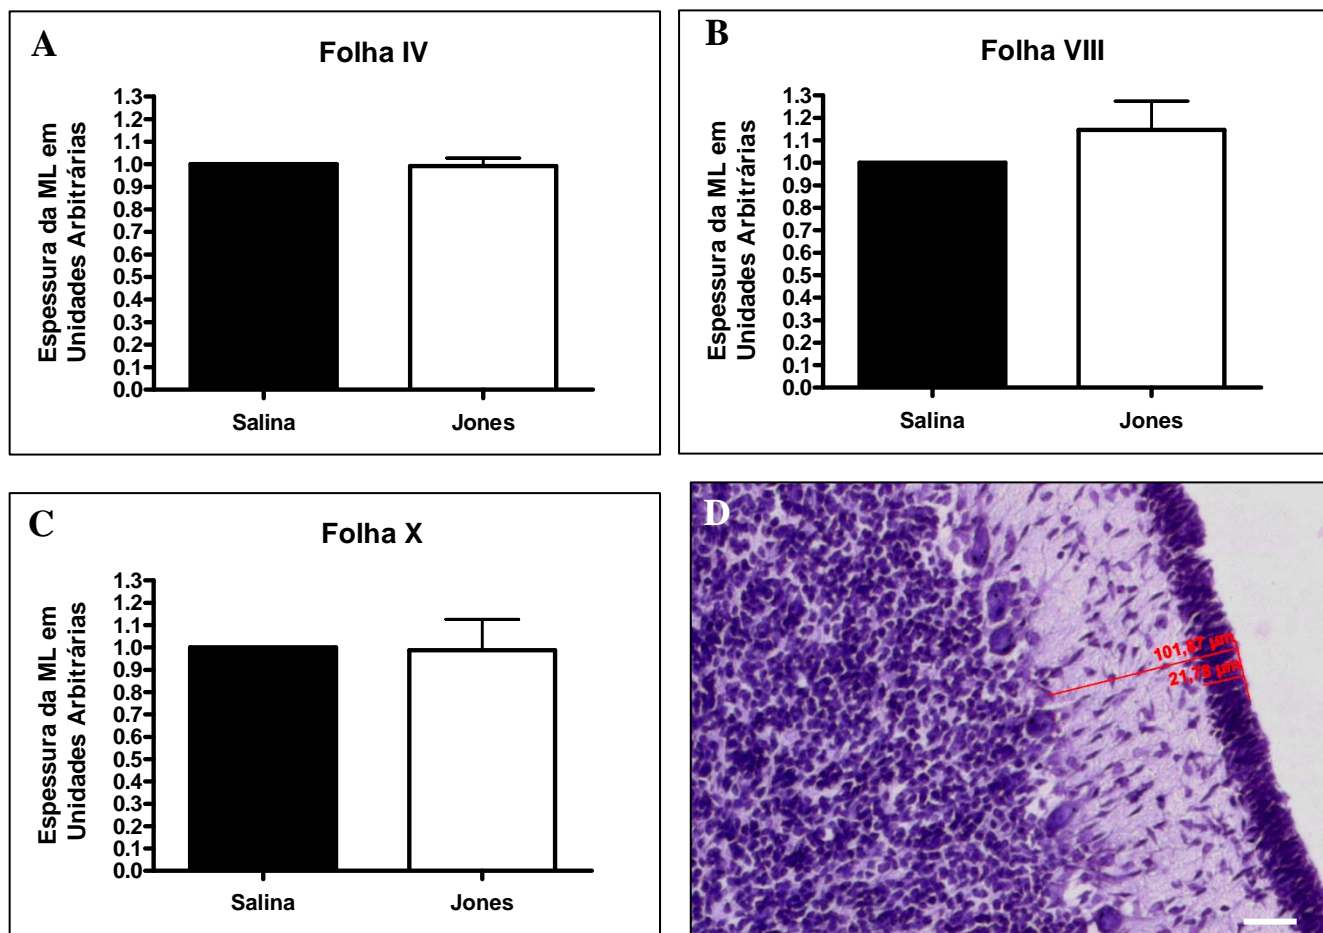 A
Folha IV
Espessura da ML em
Unidades Arbitrárias
1.3
1.2
1.1
1.0
0.9
0.8
0.7
0.6
0.5
0.4
0.3
0.2
0.1
0.0
Salina
Jones
B
Folha VIII
Espessura da ML em
Unidades Arbitrárias
1.3
1.2
1.1
1.0
0.9
0.8
0.7
0.6
0.5
0.4
0.3
0.2
0.1
0.0
Salina
Jones
C
Folha X
Espessura da ML em
Unidades Arbitrárias
1.3
1.2
1.1
1.0
0.9
0.8
0.7
0.6
0.5
0.4
0.3
0.2
0.1
0.0
Salina
Jones
D
101,87 µm
21,78 µm